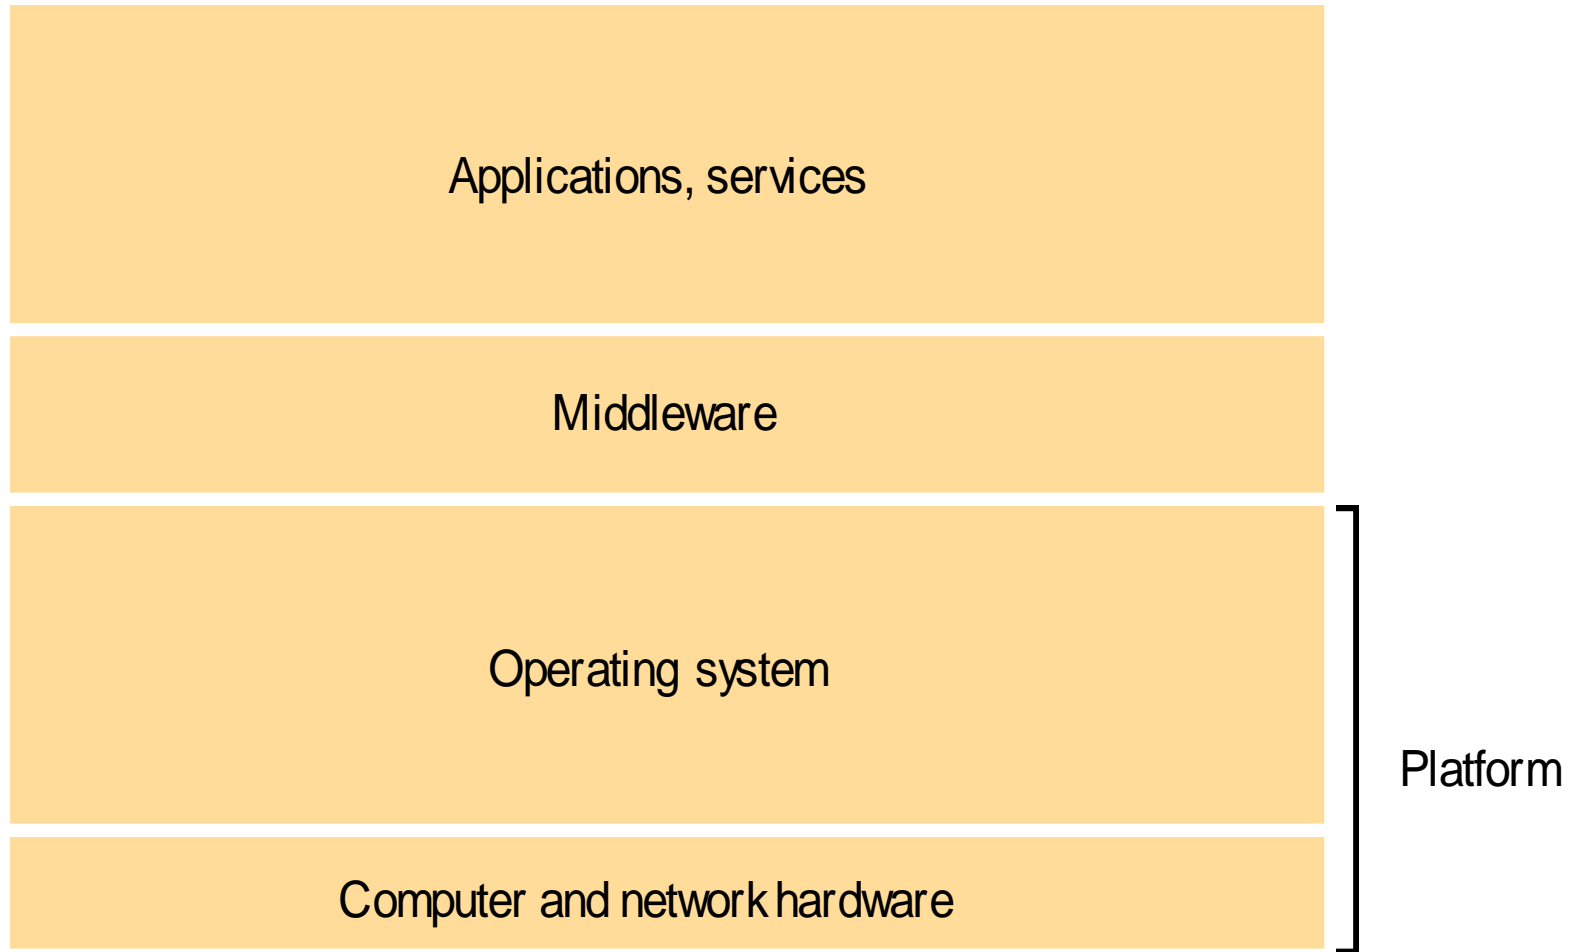 Applications, services
Middleware
Operating system
Platform
Computer and network hardware